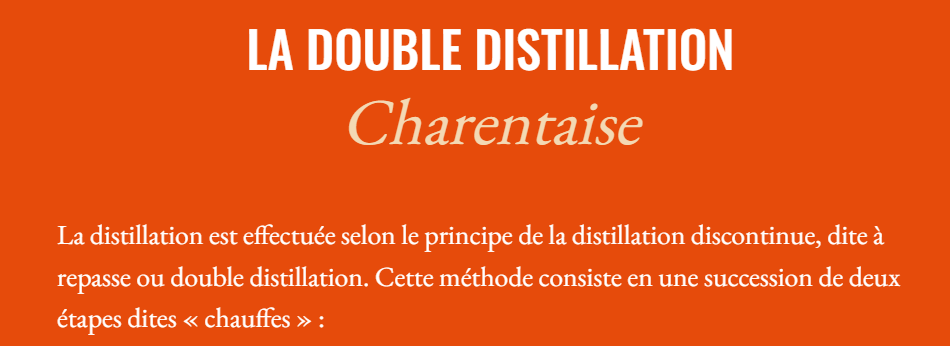 LA DOUBLE DISTILLATION
Charentaise
La distillation est effectuée selon le principe de la distillation discontinue, dite à
repasse ou double distillation. Cette méthode consiste en une succession de deux
étapes dites « chauffes » :